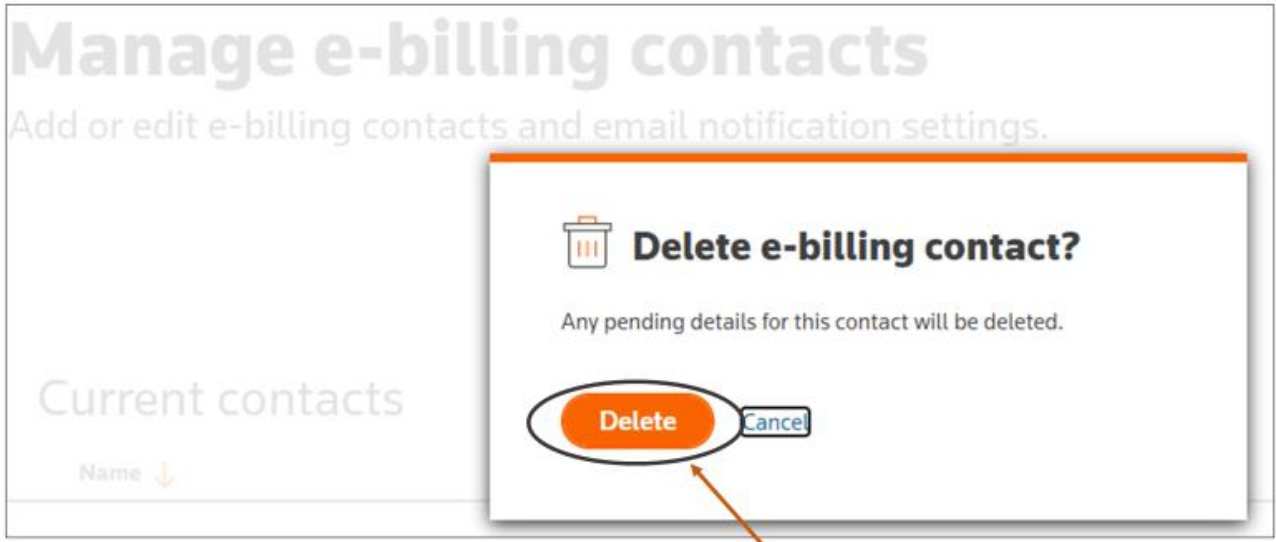 Manage e-billing contacts
Add or edit e-billing contacts and email notification settings.
Delete e-billing contact?
Any pending details for this contact will be deleted.
Current contacts
Delete Cancel
Name